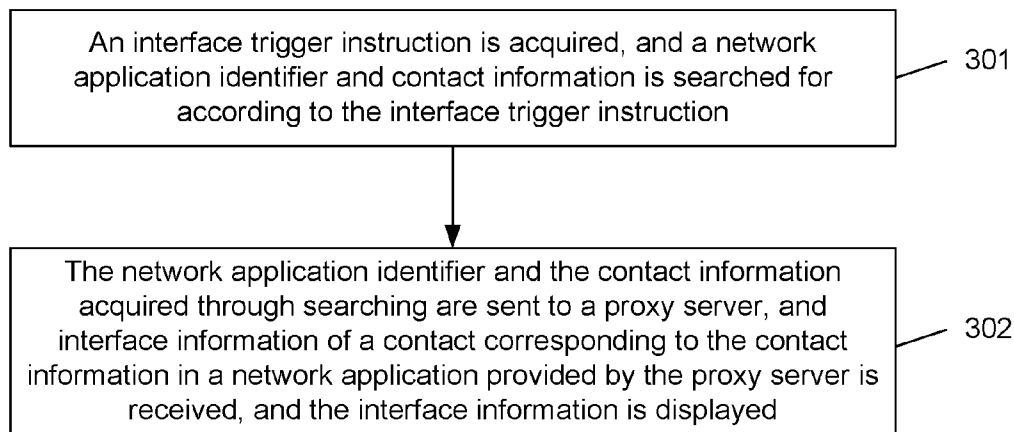 An interface trigger instruction is acquired, and a network
application identifier and contact information is searched for
according to the interface trigger instruction
301
The network application identifier and the contact information
acquired through searching are sent to a proxy server, and
interface information of a contact corresponding to the contact
information in a network application provided by the proxy server is
received, and the interface information is displayed
302